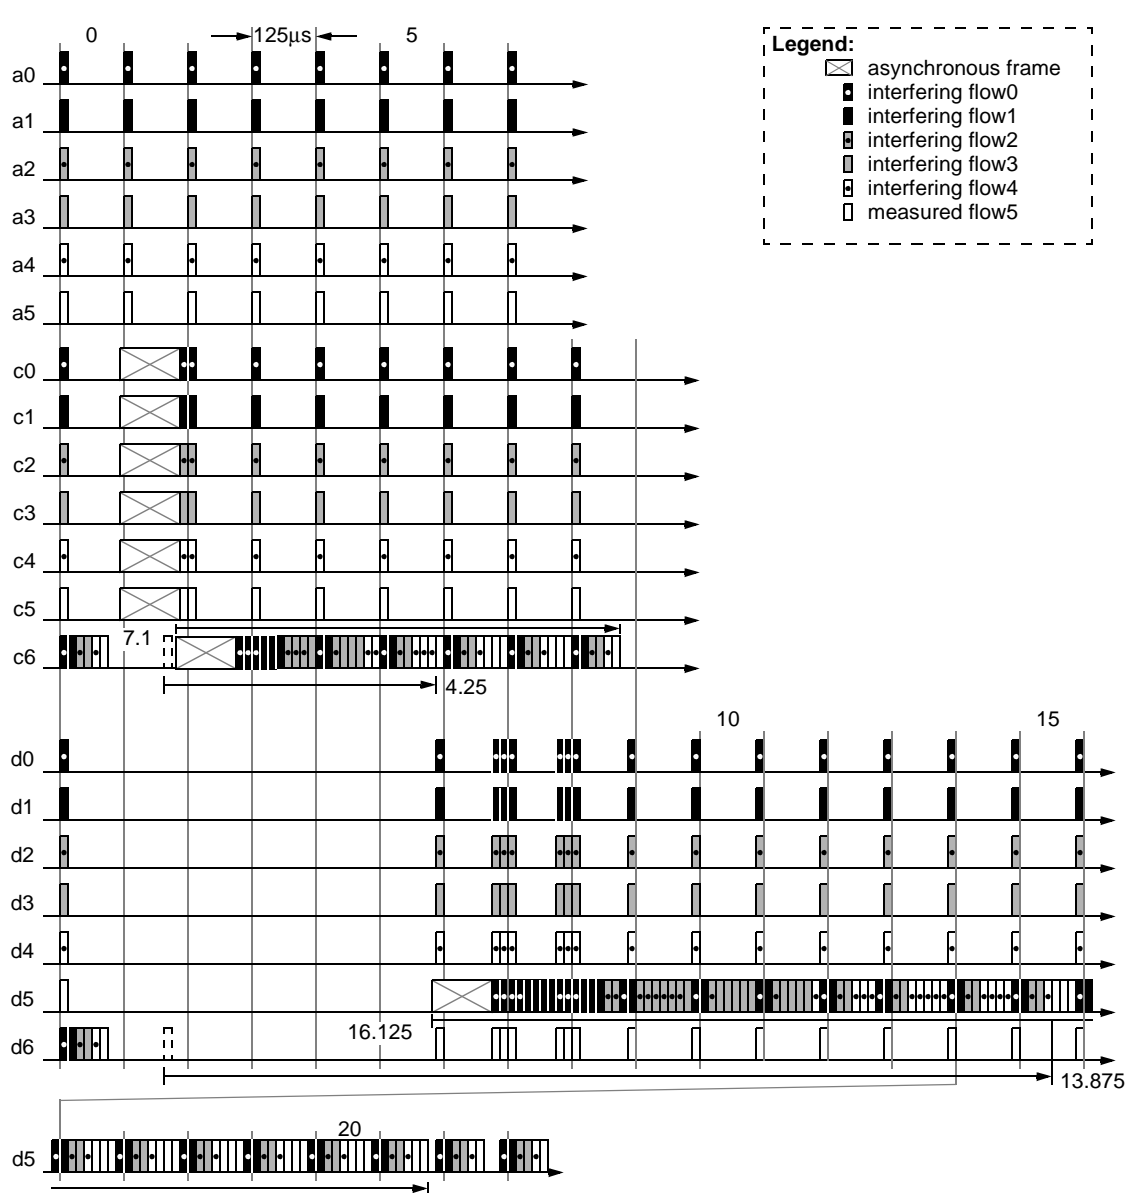 0 125µs 5
Legend:
asynchronous frame
interfering flow0
interfering flow1
interfering flow2
interfering flow3
interfering flow4
measured flow5
a0
a1
a2
a3
a4
a5
c0
c1
c2
c3
c4
c5
7.1
c6
4.25
10 15
d0
d1
d2
d3
d4
d5
16.125
d6
13.875
20
d5